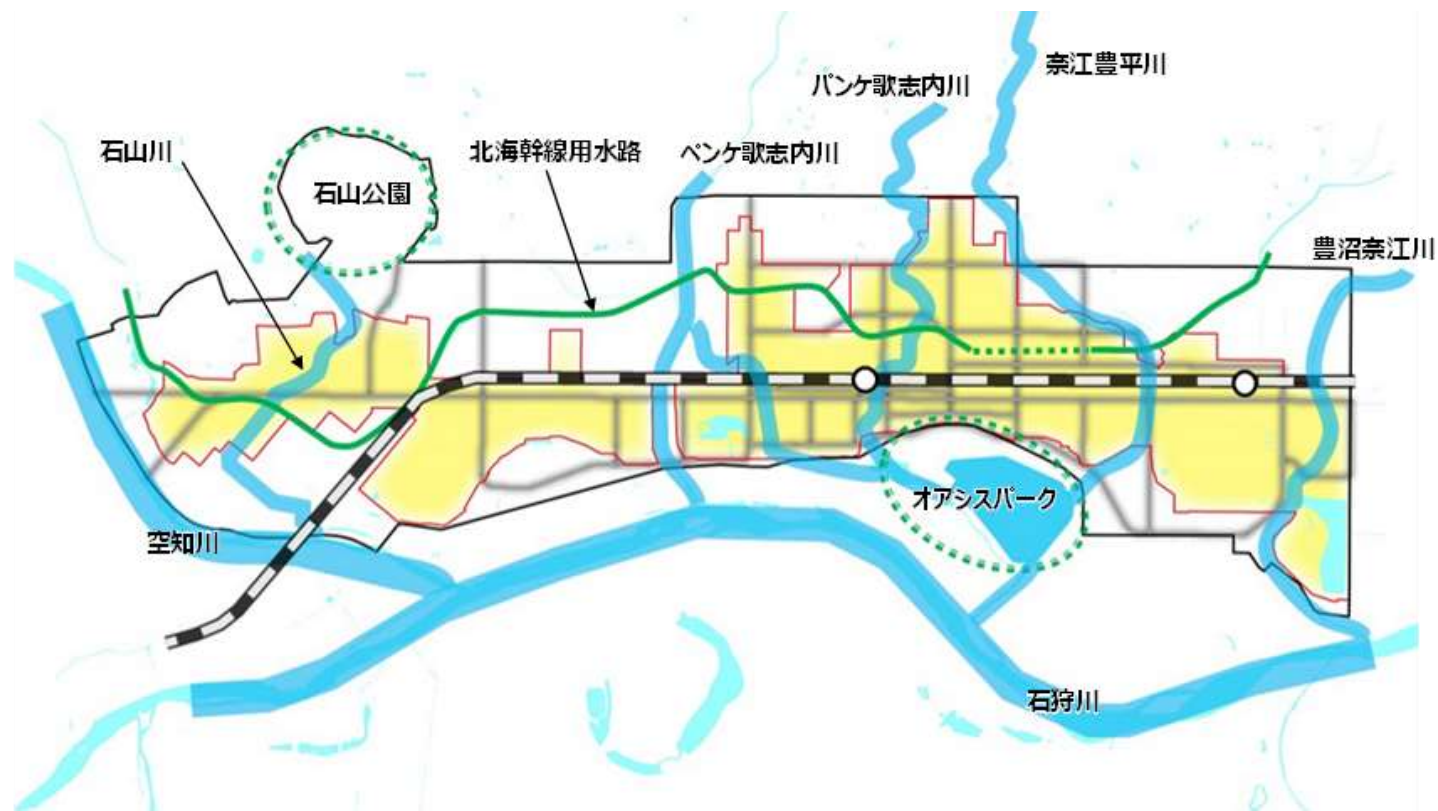 奈江豊平川
パンケ歌志内川
石山川
北海幹線用水路
ペンケ歌志内川
石山公園
豊沼奈江川
オアシスパーク
空知川
石狩川